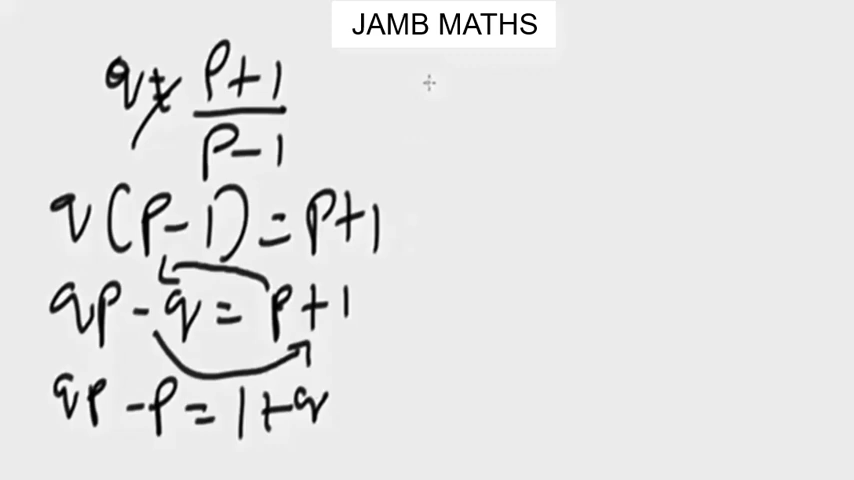 JAMB MATHS
q = p+1
p-1
q(p-1) = p+1
qp - q = p+1
qp - p = 1+q